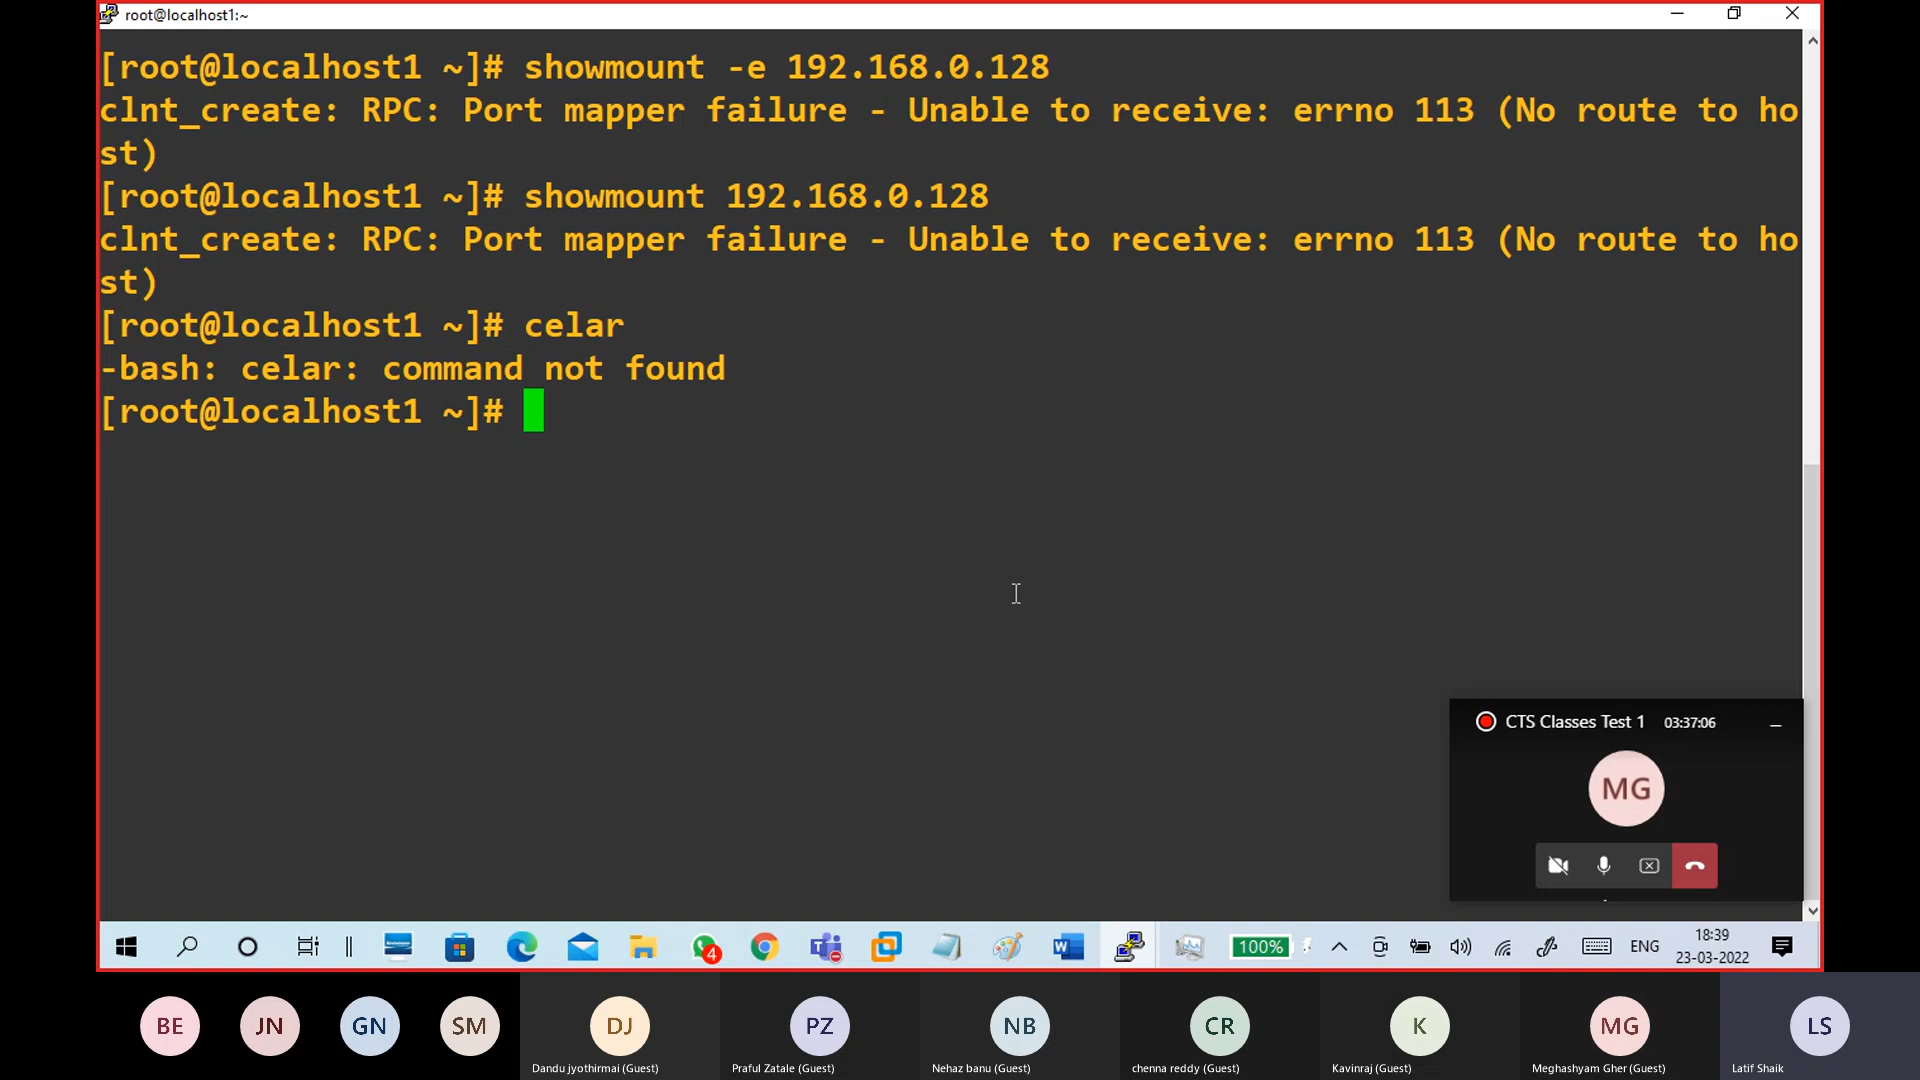 root@localhost1:~
[root@localhost1 ~]# showmount -e 192.168.0.128
clnt_create: RPC: Port mapper failure - Unable to receive: errno 113 (No route to ho
st)
[root@localhost1 ~]# showmount 192.168.0.128
clnt_create: RPC: Port mapper failure - Unable to receive: errno 113 (No route to ho
st)
[root@localhost1 ~]# celar
-bash: celar: command not found
[root@localhost1 ~]#
CTS Classes Test 1 03:37:06
MG
4
100%
ENG
18:39
23-03-2022
BE
JN
GN
SM
DJ
PZ
NB
CR
K
MG
LS
Dandu jyothirmai (Guest)
Praful Zatale (Guest)
Nehaz banu (Guest)
chenna reddy (Guest)
Kavinraj (Guest)
Meghashyam Gher (Guest)
Latif Shaik